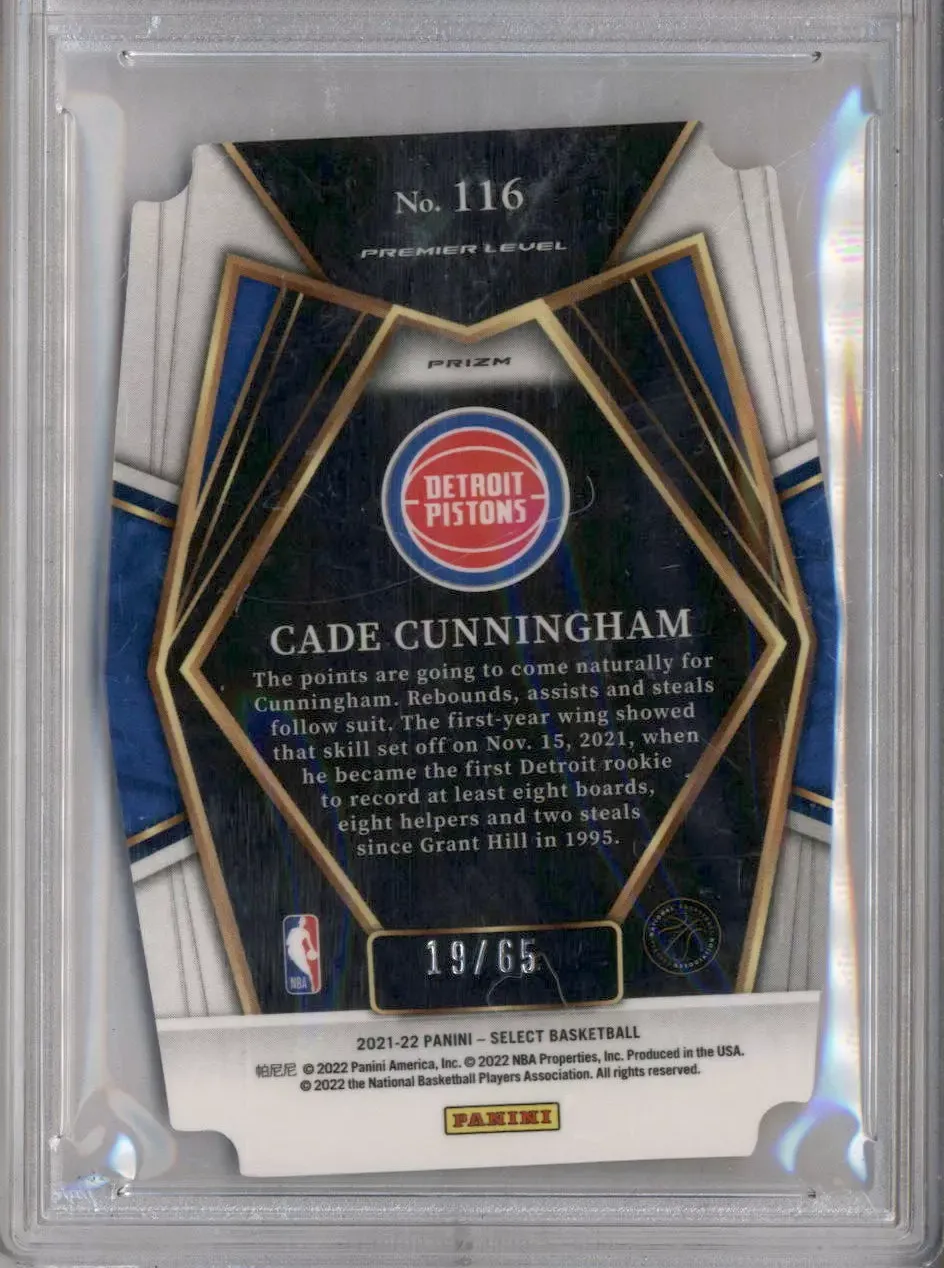 No. 116
PREMIER LEVEL
PRIZM
DETROIT
PISTONS
CADE CUNNINGHAM
The points are going to come naturally for
Cunningham. Rebounds, assists and steals
follow suit. The first-year wing showed
that skill set off on Nov. 15, 2021, when
he became the first Detroit rookie
to record at least eight boards,
eight helpers and two steals
since Grant Hill in 1995.
NBA
19/65
2021-22 PANINI – SELECT BASKETBALL
帕尼尼 © 2022 Panini America, Inc. © 2022 NBA Properties, Inc. Produced in the USA.
© 2022 the National Basketball Players Association. All rights reserved.
PANINI